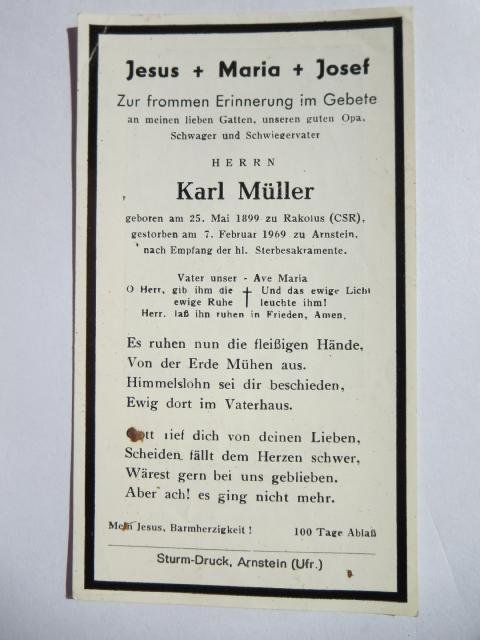 Jesus + Maria + Josef
Zur frommen Erinnerung im Gebete
an meinen lieben Gatten, unseren guten Opa,
Schwager und Schwiegervater
HERRN
Karl Müller
geboren am 25. Mai 1899 zu Rakolus (CSR),
gestorben am 7. Februar 1969 zu Arnstein,
nach Empfang der hl. Sterbesakramente.
Vater unser - Ave Maria
O Herr, gib ihm die † Und das ewige Licht
ewige Ruhe leuchte ihm!
Herr, laß ihn ruhen in Frieden, Amen.
Es ruhen nun die fleißigen Hände,
Von der Erde Mühen aus.
Himmelslohn sei dir beschieden,
Ewig dort im Vaterhaus.
Gott rief dich von deinen Lieben,
Scheiden fällt dem Herzen schwer,
Wärest gern bei uns geblieben.
Aber ach! es ging nicht mehr.
Mein Jesus, Barmherzigkeit! 100 Tage Ablaß
Sturm-Druck, Arnstein (Ufr.)